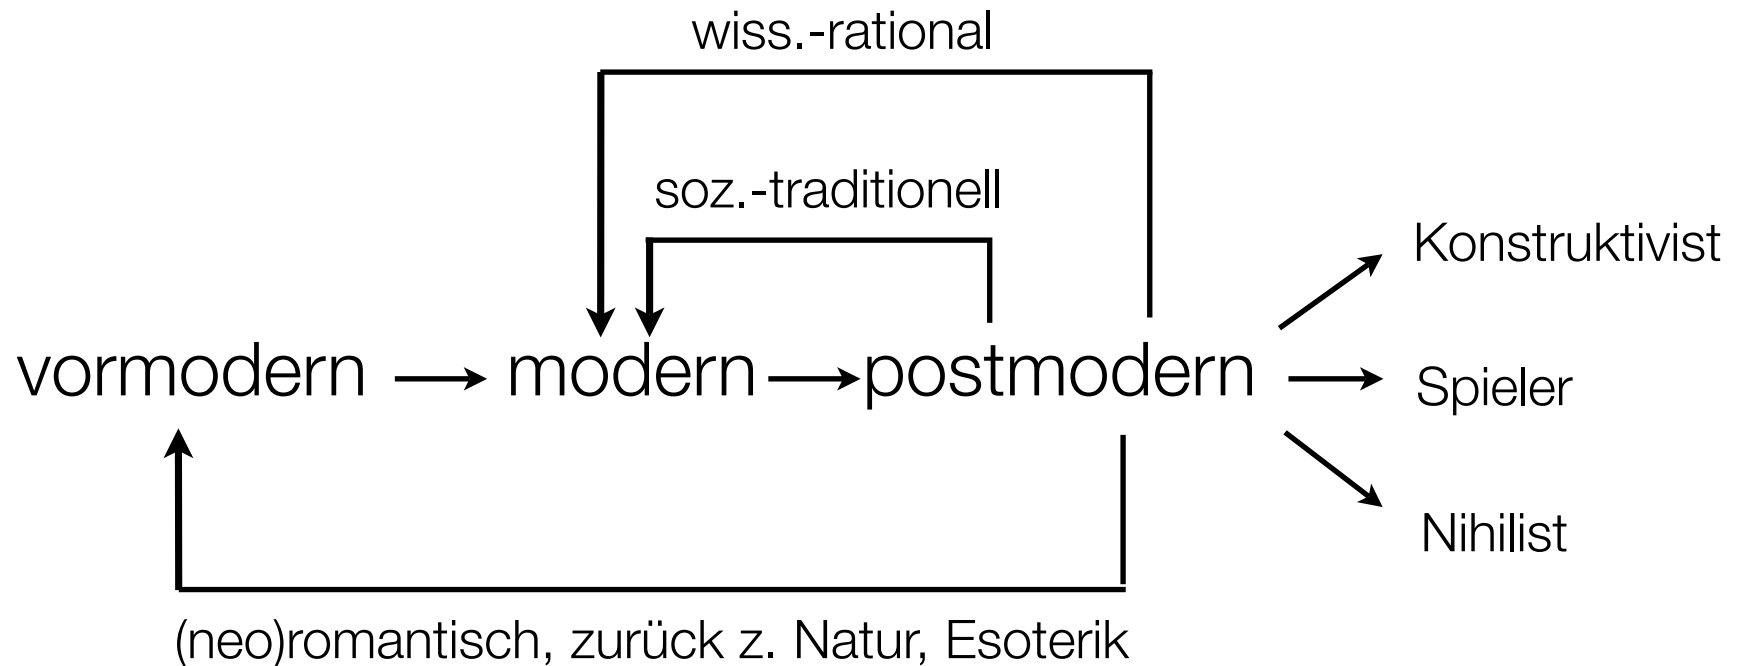 wiss.-rational
soz.-traditionell
Konstruktivist
vormodern modern postmodern
Spieler
Nihilist
(neo)romantisch, zurück z. Natur, Esoterik